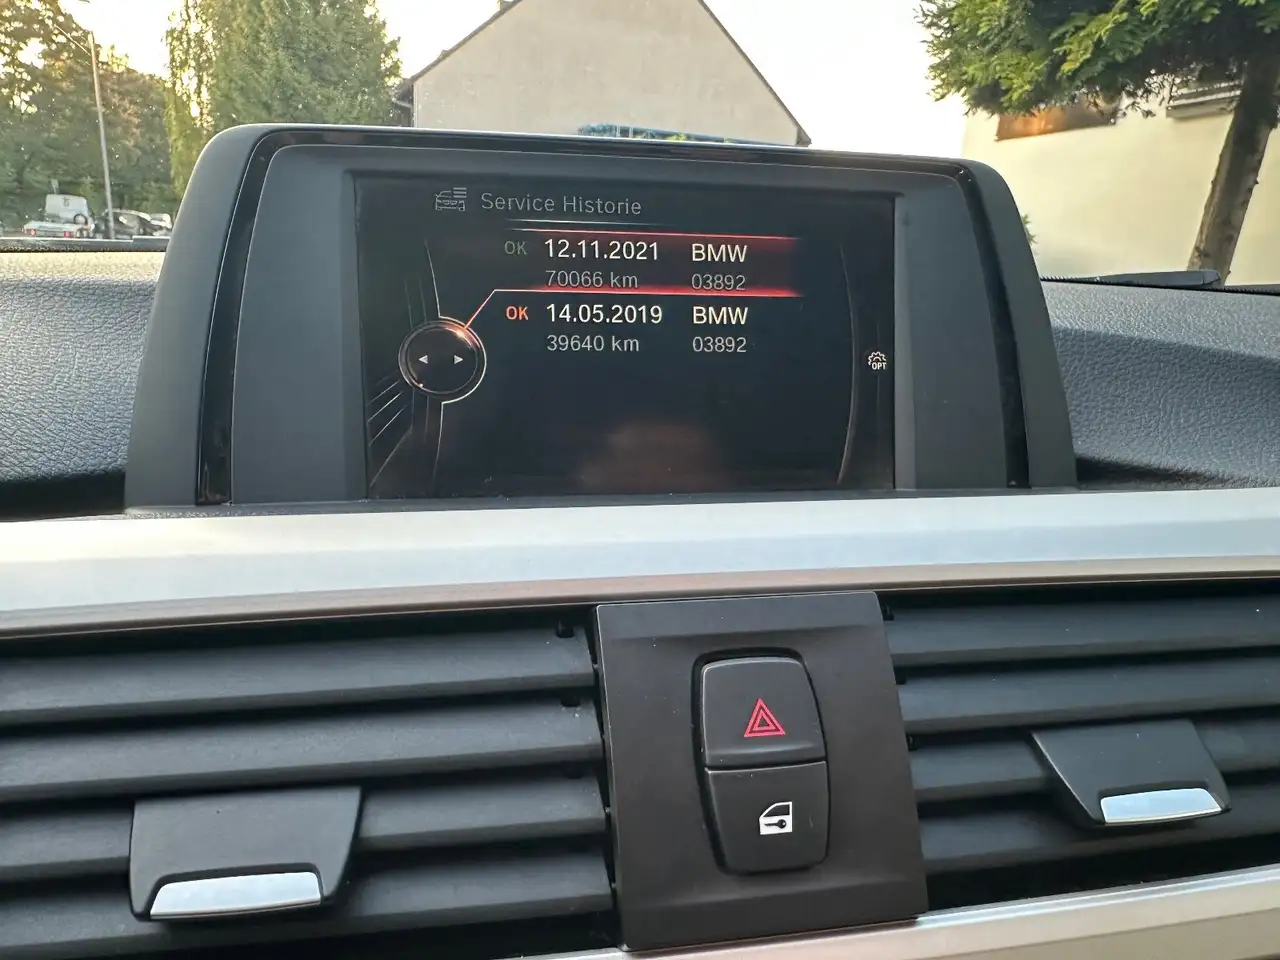 Service Historie
OK 12.11.2021 BMW
70066 km 03892
OK 14.05.2019 BMW
39640 km 03892
OPT